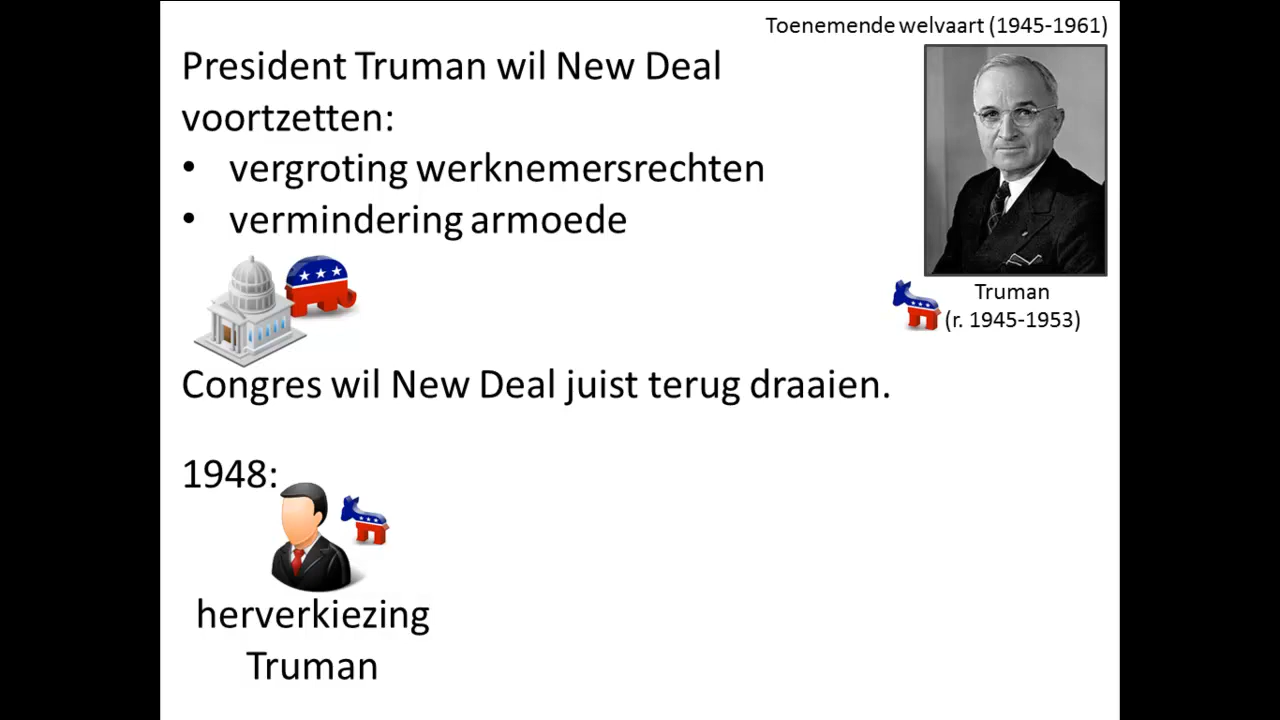 Toenemende welvaart (1945-1961)
President Truman wil New Deal
voortzetten:
• vergroting werknemersrechten
• vermindering armoede
Truman
(r. 1945-1953)
Congres wil New Deal juist terug draaien.
1948:
herverkiezing
Truman